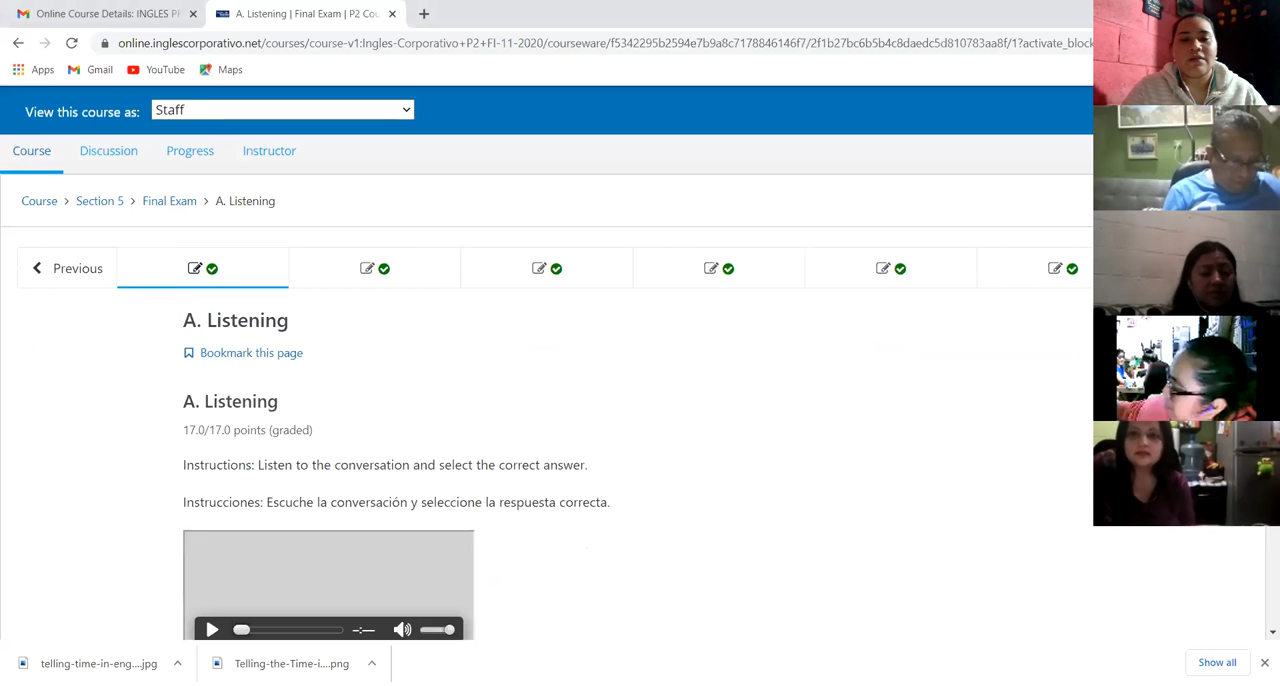 Online Course Details: INGLES P
A. Listening | Final Exam | P2 Cou
online.inglescorporativo.net/courses/course-v1:Ingles-Corporativo+P2+FI-11-2020/courseware/f5342295b2594e7b9a8c7178846146f7/2f1b27bc6b5b4c8daedc5d810783aa8f/1?activate_block
Apps Gmail YouTube Maps
View this course as: Staff
Course Discussion Progress Instructor
Course > Section 5 > Final Exam > A. Listening
Previous
A. Listening
Bookmark this page
A. Listening
17.0/17.0 points (graded)
Instructions: Listen to the conversation and select the correct answer.
Instrucciones: Escuche la conversación y seleccione la respuesta correcta.
-:--
telling-time-in-eng....jpg Telling-the-Time-i....png Show all